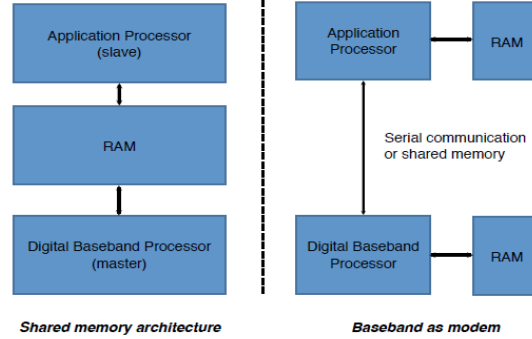 Application Processor
(slave)
RAM
Digital Baseband Processor
(master)
Shared memory architecture
Application
Processor
RAM
Serial communication
or shared memory
Digital Baseband
Processor
RAM
Baseband as modem